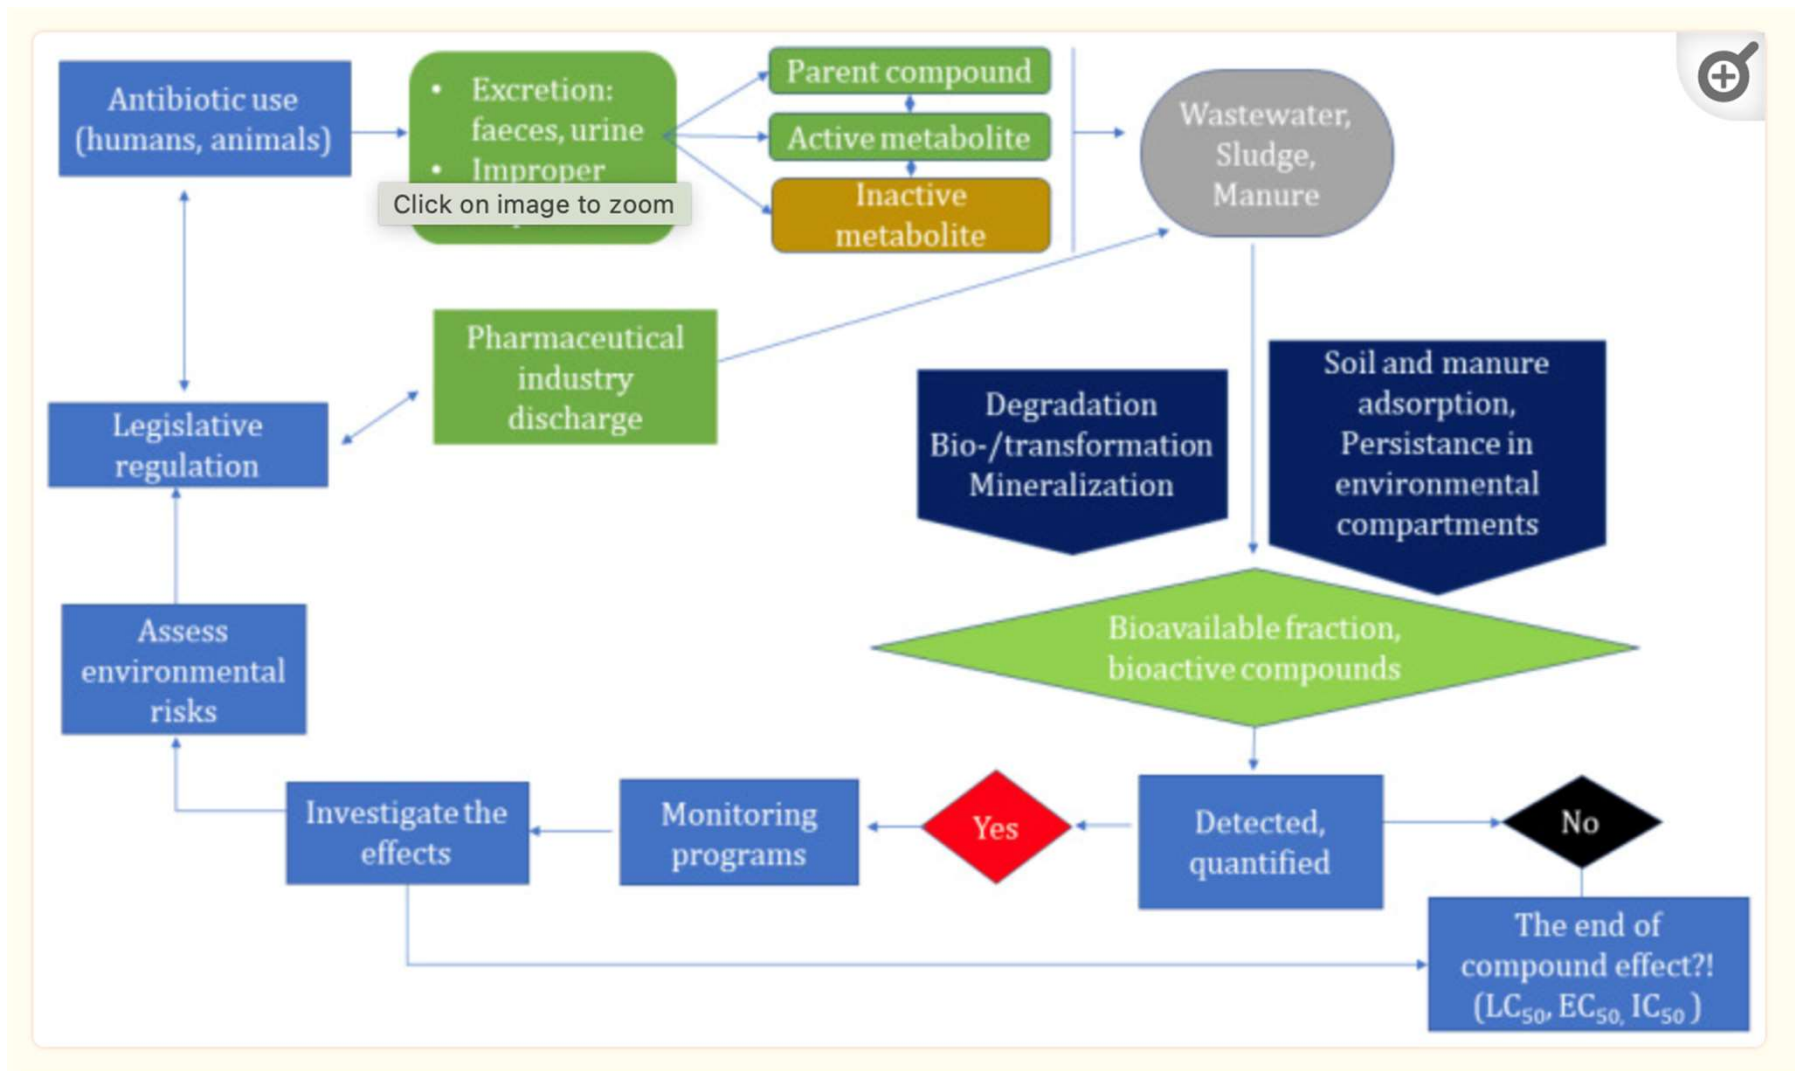 Antibiotic use
(humans, animals)
• Excretion:
faeces, urine
• Improper
Click on image to zoom
Parent compound
Active metabolite
Inactive
metabolite
Wastewater,
Sludge,
Manure
Pharmaceutical
industry
discharge
Legislative
regulation
Degradation
Bio-/transformation
Mineralization
Soil and manure
adsorption,
Persistance in
environmental
compartments
Bioavailable fraction,
bioactive compounds
Assess
environmental
risks
Investigate the
effects
Monitoring
programs
Yes
Detected,
quantified
No
The end of
compound effect?!
(LC₅₀, EC₅₀, IC₅₀ )